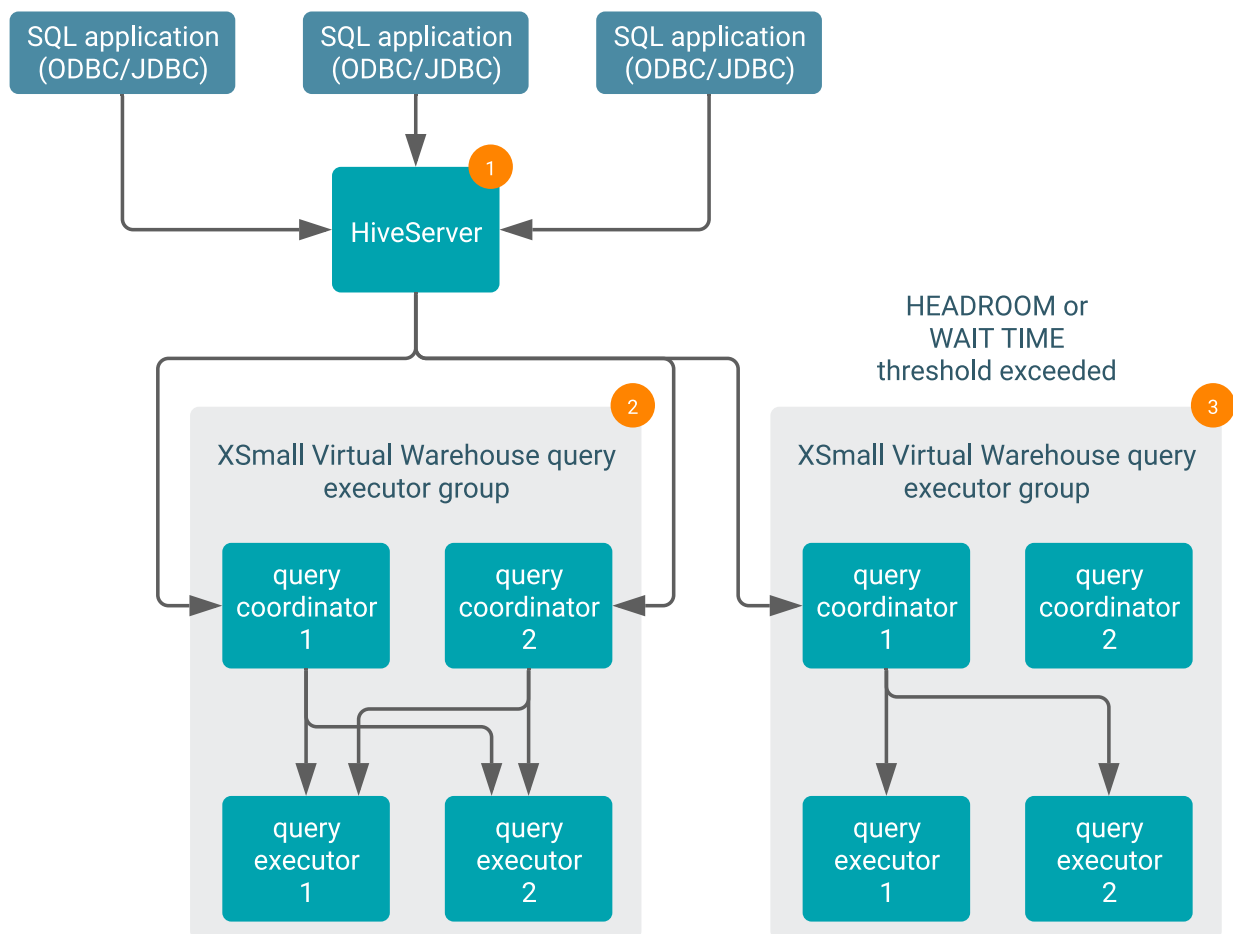 SQL application
(ODBC/JDBC)
SQL application
(ODBC/JDBC)
SQL application
(ODBC/JDBC)
1
HiveServer
HEADROOM or
WAIT TIME
threshold exceeded
2
XSmall Virtual Warehouse query
executor group
query
coordinator
1
query
coordinator
2
query
executor
1
query
executor
2
3
XSmall Virtual Warehouse query
executor group
query
coordinator
1
query
coordinator
2
query
executor
1
query
executor
2